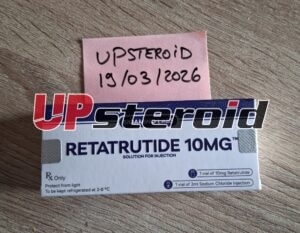 UPSTEROiD
19/03/2026
UPsteroid
RETATRUTIDE 10MG™
SOLUTION FOR INJECTION
Rx Only
Protect from light
To be kept refrigerated at 2-8 °C
1 vial of 10mg Retatrutide
1 vial of 2ml Sodium Chloride Injection